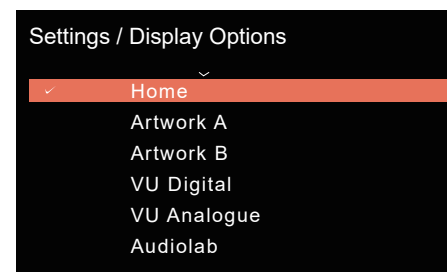 Settings / Display Options
Home
Artwork A
Artwork B
VU Digital
VU Analogue
Audiolab